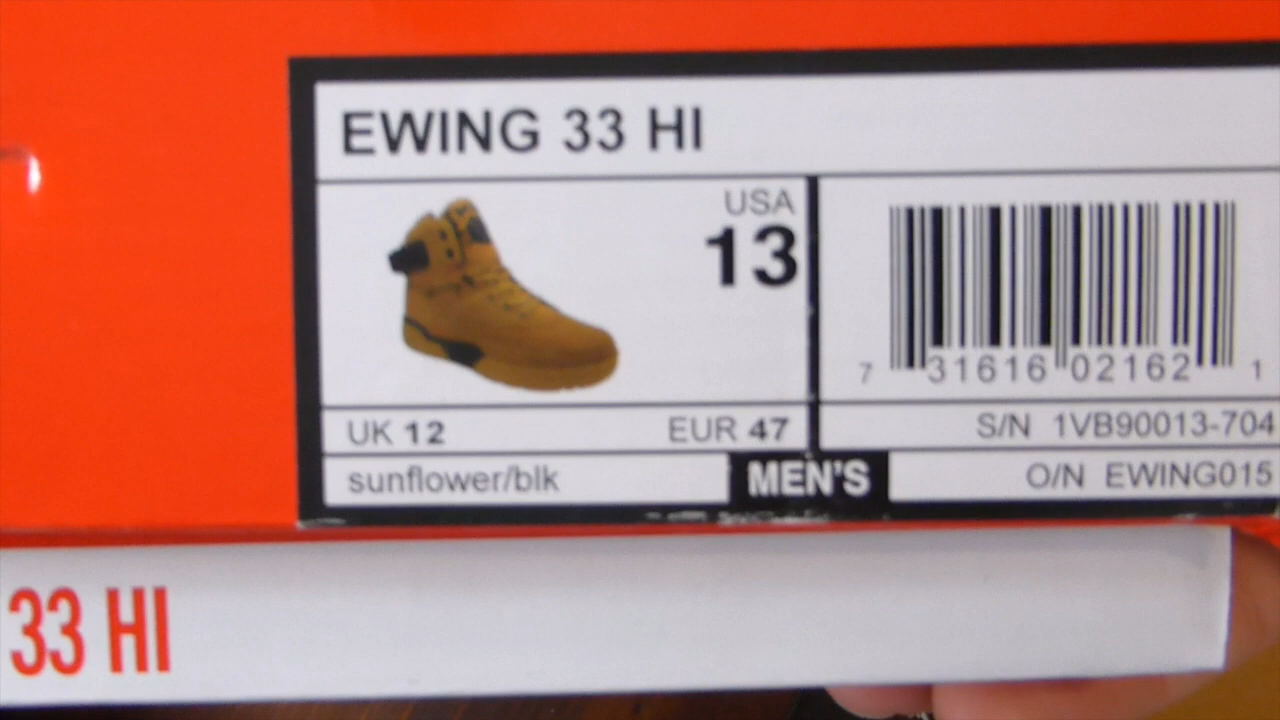 EWING 33 HI
USA
13
UK 12
EUR 47
sunflower/blk
MEN'S
7 31616 02162 1
S/N 1VB90013-704
O/N EWING015
33 HI